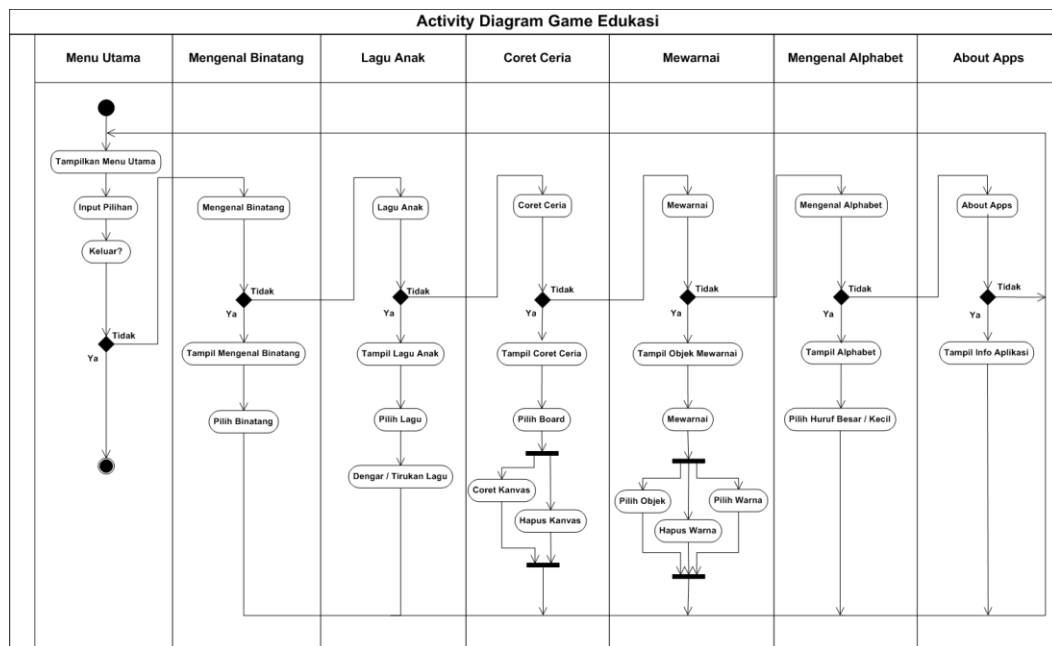 Activity Diagram Game Edukasi
Menu Utama
Mengenal Binatang
Lagu Anak
Coret Ceria
Mewarnai
Mengenal Alphabet
About Apps
Tampilkan Menu Utama
Input Pilihan
Keluar?
Tidak
Ya
Mengenal Binatang
Tidak
Ya
Tampil Mengenal Binatang
Pilih Binatang
Lagu Anak
Tidak
Ya
Tampil Lagu Anak
Pilih Lagu
Dengar / Tirukan Lagu
Coret Ceria
Tidak
Ya
Tampil Coret Ceria
Pilih Board
Coret Kanvas
Hapus Kanvas
Mewarnai
Tidak
Ya
Tampil Objek Mewarnai
Mewarnai
Pilih Objek
Pilih Warna
Hapus Warna
Mengenal Alphabet
Tidak
Ya
Tampil Alphabet
Pilih Huruf Besar / Kecil
About Apps
Tidak
Ya
Tampil Info Aplikasi